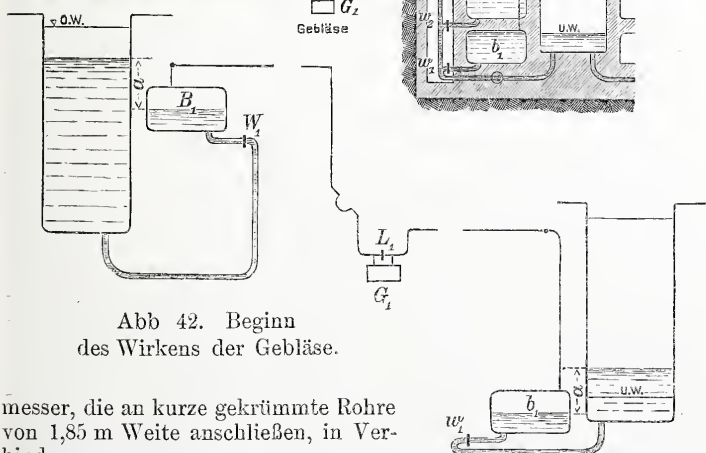 O.W.
a
B₁
W₁
G₂
Gebläse
w₂
w₁
b₁
U.W.
L₁
G₁
Abb 42. Beginn
des Wirkens der Gebläse.
messer, die an kurze gekrümmte Rohre
von 1,85 m Weite anschließen, in Ver-
a
U.W.
b₁
w₁